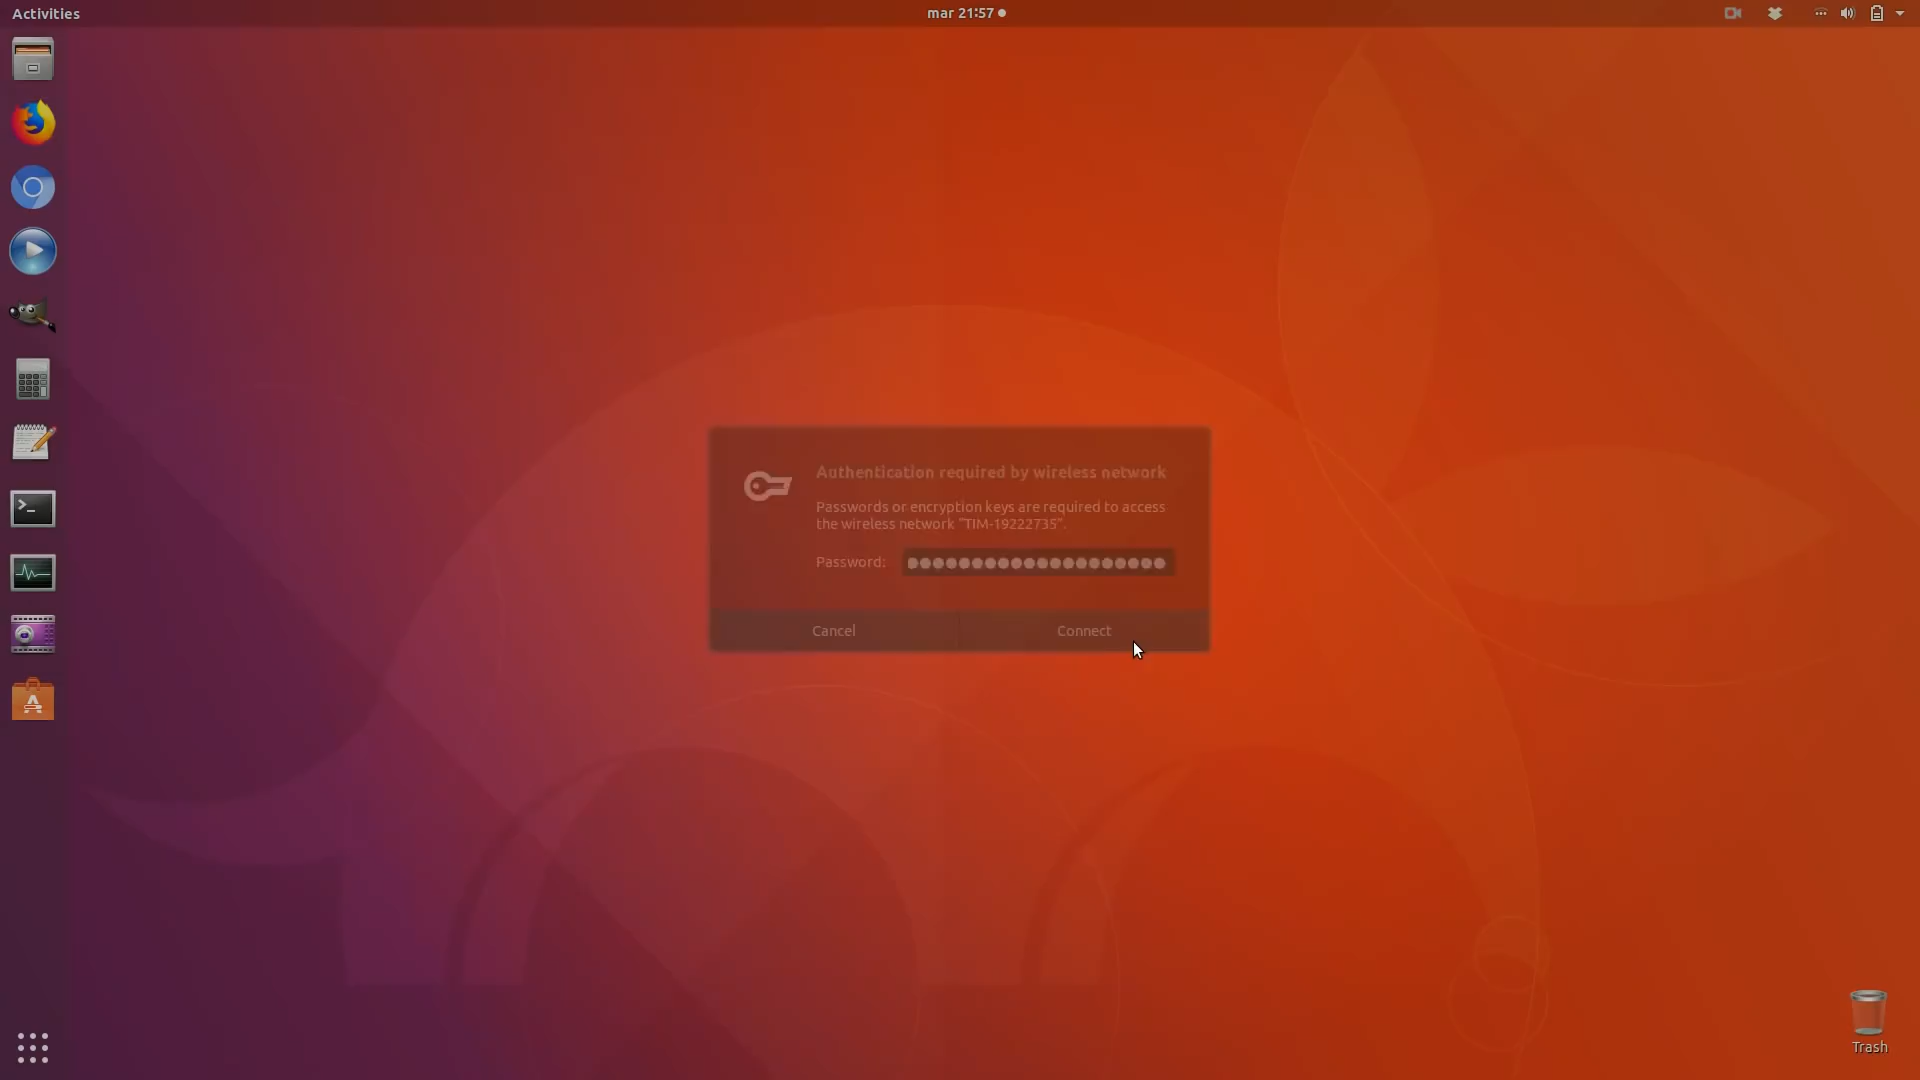 Activities
mar 21:57
Authentication required by wireless network
Passwords or encryption keys are required to access
the wireless network "TIM-19222735".
Password:
Cancel
Connect
Trash